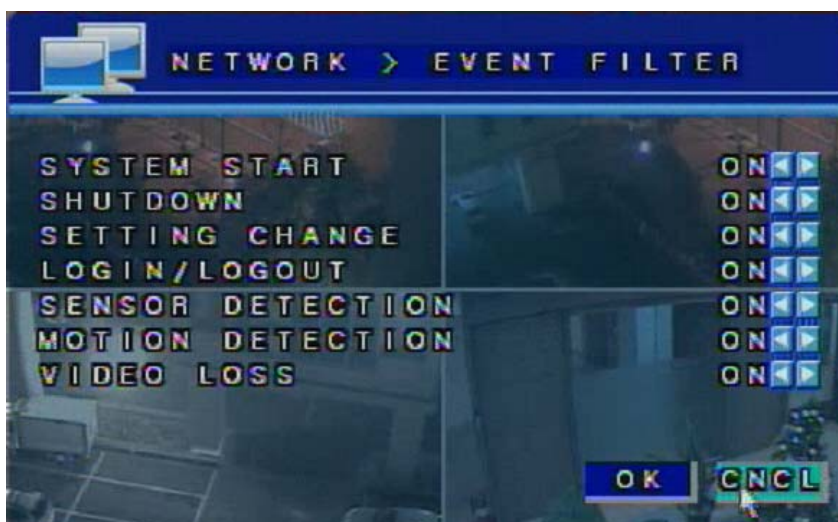 NETWORK > EVENT FILTER
SYSTEM START ON
SHUTDOWN ON
SETTING CHANGE ON
LOGIN/LOGOUT ON
SENSOR DETECTION ON
MOTION DETECTION ON
VIDEO LOSS ON
OK CNCL